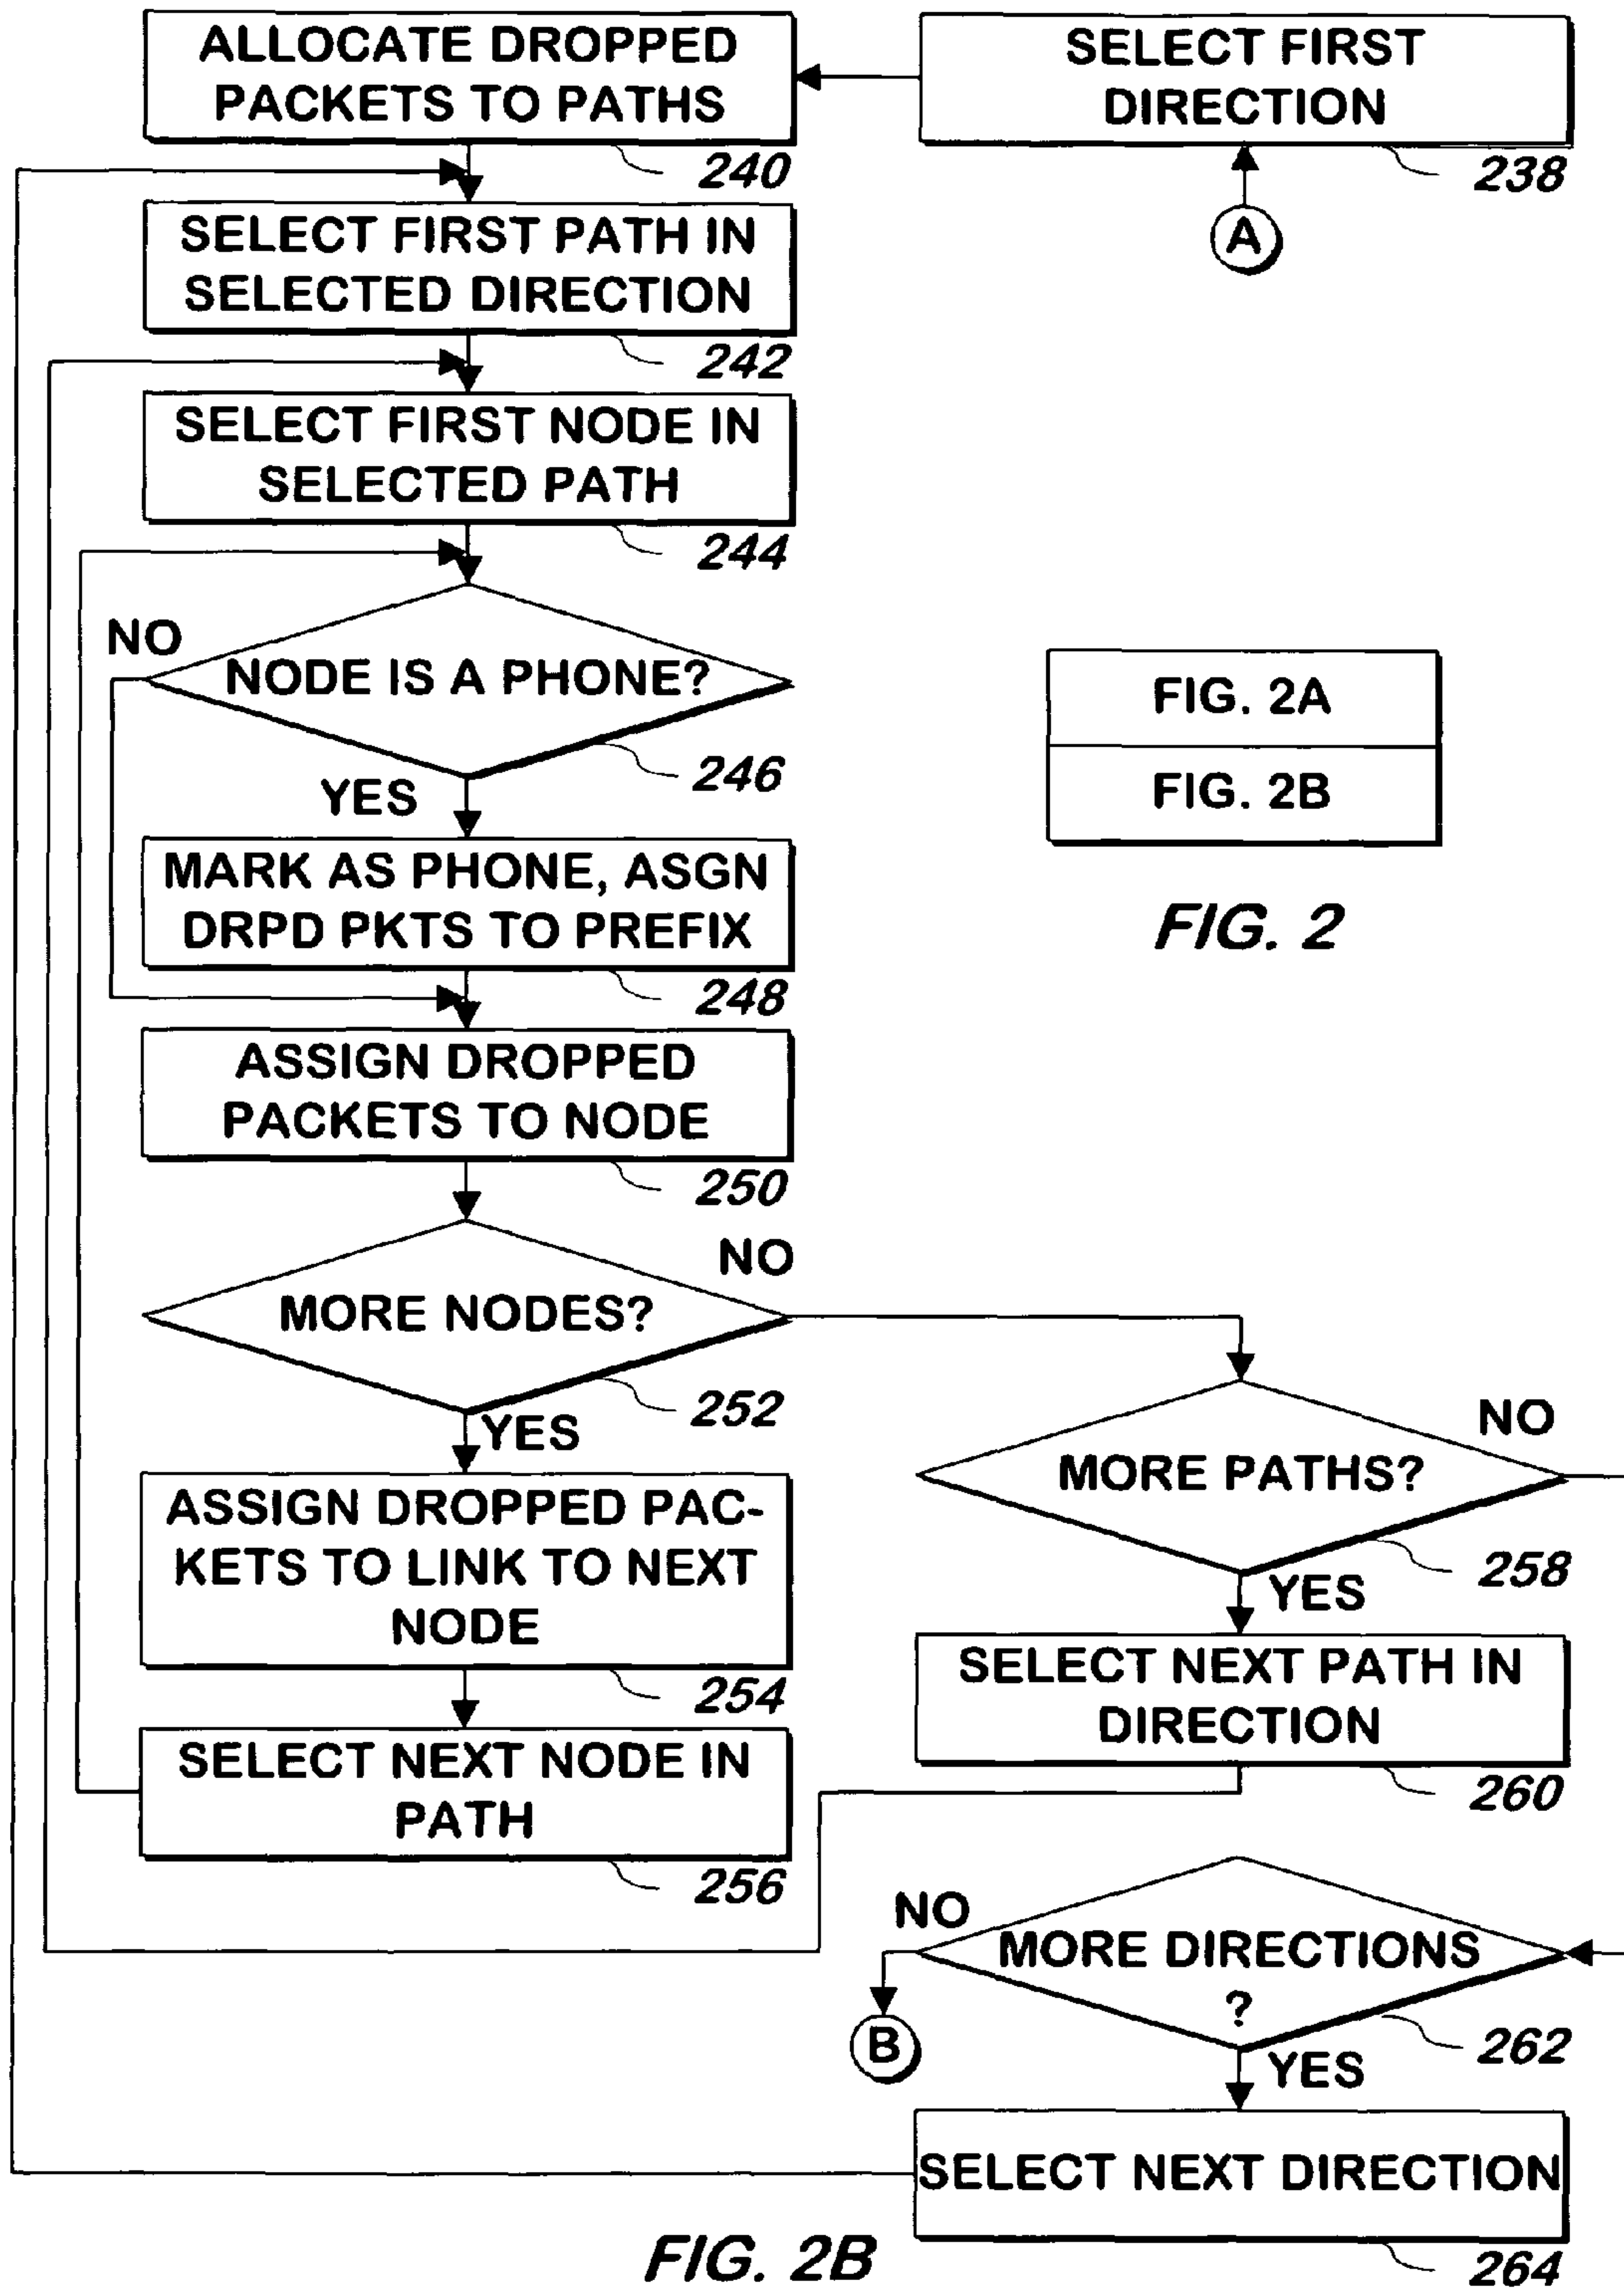 ALLOCATE DROPPED
PACKETS TO PATHS
240
SELECT FIRST
DIRECTION
238
A
SELECT FIRST PATH IN
SELECTED DIRECTION
242
SELECT FIRST NODE IN
SELECTED PATH
244
NO
NODE IS A PHONE?
246
YES
FIG. 2A
FIG. 2B
FIG. 2
MARK AS PHONE, ASGN
DRPD PKTS TO PREFIX
248
ASSIGN DROPPED
PACKETS TO NODE
250
NO
MORE NODES?
252
YES
ASSIGN DROPPED PAC-
KETS TO LINK TO NEXT
NODE
254
SELECT NEXT NODE IN
PATH
256
NO
MORE PATHS?
258
YES
SELECT NEXT PATH IN
DIRECTION
260
NO
MORE DIRECTIONS
?
262
B
YES
SELECT NEXT DIRECTION
264
FIG. 2B